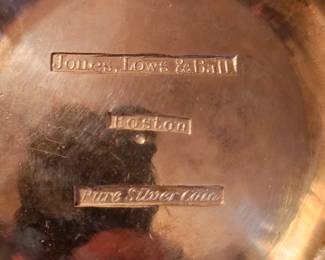 Jones, Lows & Ball
Boston
Pure Silver Coin.